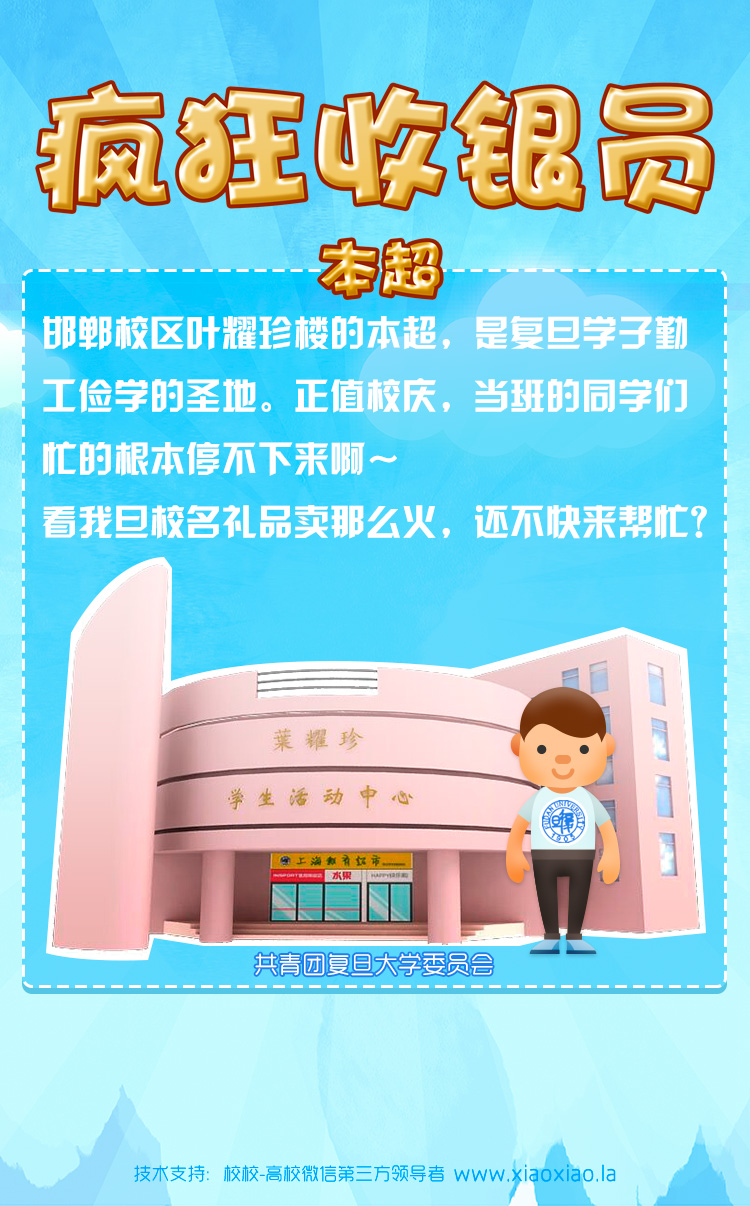 疯狂收银员
本超
邯郸校区叶耀珍楼的本超，是复旦学子勤
工俭学的圣地。正值校庆，当班的同学们
忙的根本停不下来啊～
看我旦校名礼品卖那么火，还不快来帮忙？
葉耀珍
学生活动中心
上海教育超市
水果
共青团复旦大学委员会
技术支持：校校-高校微信第三方领导者 www.xiaoxiao.la